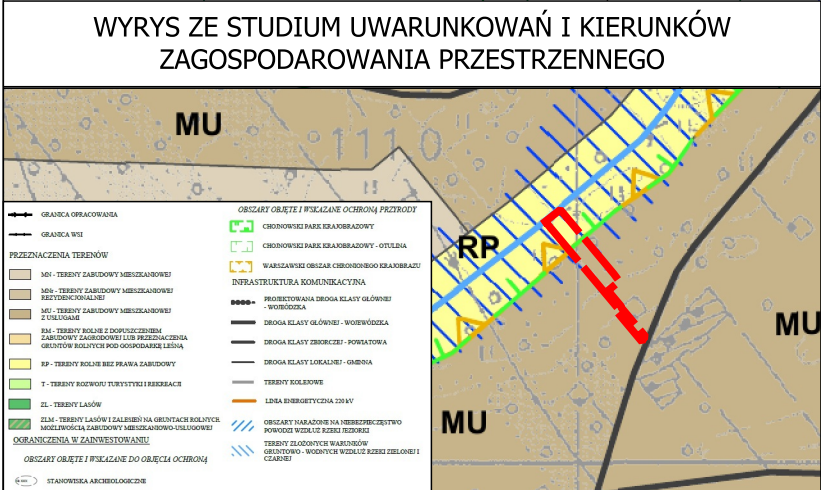 WYRYS ZE STUDIUM UWARUNKOWAŃ I KIERUNKÓW
ZAGOSPODAROWANIA PRZESTRZENNEGO
MU
1110
RP
MU
MU
GRANICA OPRACOWANIA
GRANICA WSI
PRZEZNACZENIA TERENÓW
MN - TERENY ZABUDOWY MIESZKANIOWEJ
TERENY ZABUDOWY MIESZKANIOWEJ
REZYDENCJONALNEJ
MU - TERENY ZABUDOWY MIESZKANIOWEJ
Z USŁUGAMI
RM - TERENY ROLNE Z DOPUSZCZENIEM
ZABUDOWY ZAGRODOWEJ LUB PRZEZNACZENIA
GRUNTÓW ROLNYCH POD GOSPODARKĘ LEŚNĄ
RP - TERENY ROLNE BEZ PRAWA ZABUDOWY
T - TERENY ROZWOJU TURYSTYKI I REKREACJI
ZL - TERENY LASÓW
ZLM - TERENY LASÓW I ZALESIEŃ NA GRUNTACH ROLNYCH
MOŻLIWOŚCIĄ ZABUDOWY MIESZKANIOWO-USŁUGOWEJ
OGRANICZENIA W ZAINWESTOWANIU
OBSZARY OBJĘTE I WSKAZANE DO OBJĘCIA OCHRONĄ
STANOWISKA ARCHEOLOGICZNE
OBSZARY OBJĘTE I WSKAZANE OCHRONĄ PRZYRODY
CHOJNOWSKI PARK KRAJOBRAZOWY
CHOJNOWSKI PARK KRAJOBRAZOWY - OTULINA
WARSZAWSKI OBSZAR CHRONIONEGO KRAJOBRAZU
INFRASTRUKTURA KOMUNIKACYJNA
PROJEKTOWANA DROGA KLASY GŁÓWNEJ
- WOJEÓDZKA
DROGA KLASY GŁÓWNEJ - WOJEWÓDZKA
DROGA KLASY ZBIORCZEJ - POWIATOWA
DROGA KLASY LOKALNEJ - GMINNA
TERENY KOLEJOWE
LINIA ENERGETYCZNA 220 kV
OBSZARY NARAŻONE NA NIEBEZPIECZEŃSTWO
POWODZI WZDŁUŻ RZEKI JEZIORKI
TERENY ZŁOŻONYCH WARUNKÓW
GRUNTOWO - WODNYCH WZDŁUŻ RZEKI ZIELONEJ I
CZARNEJ